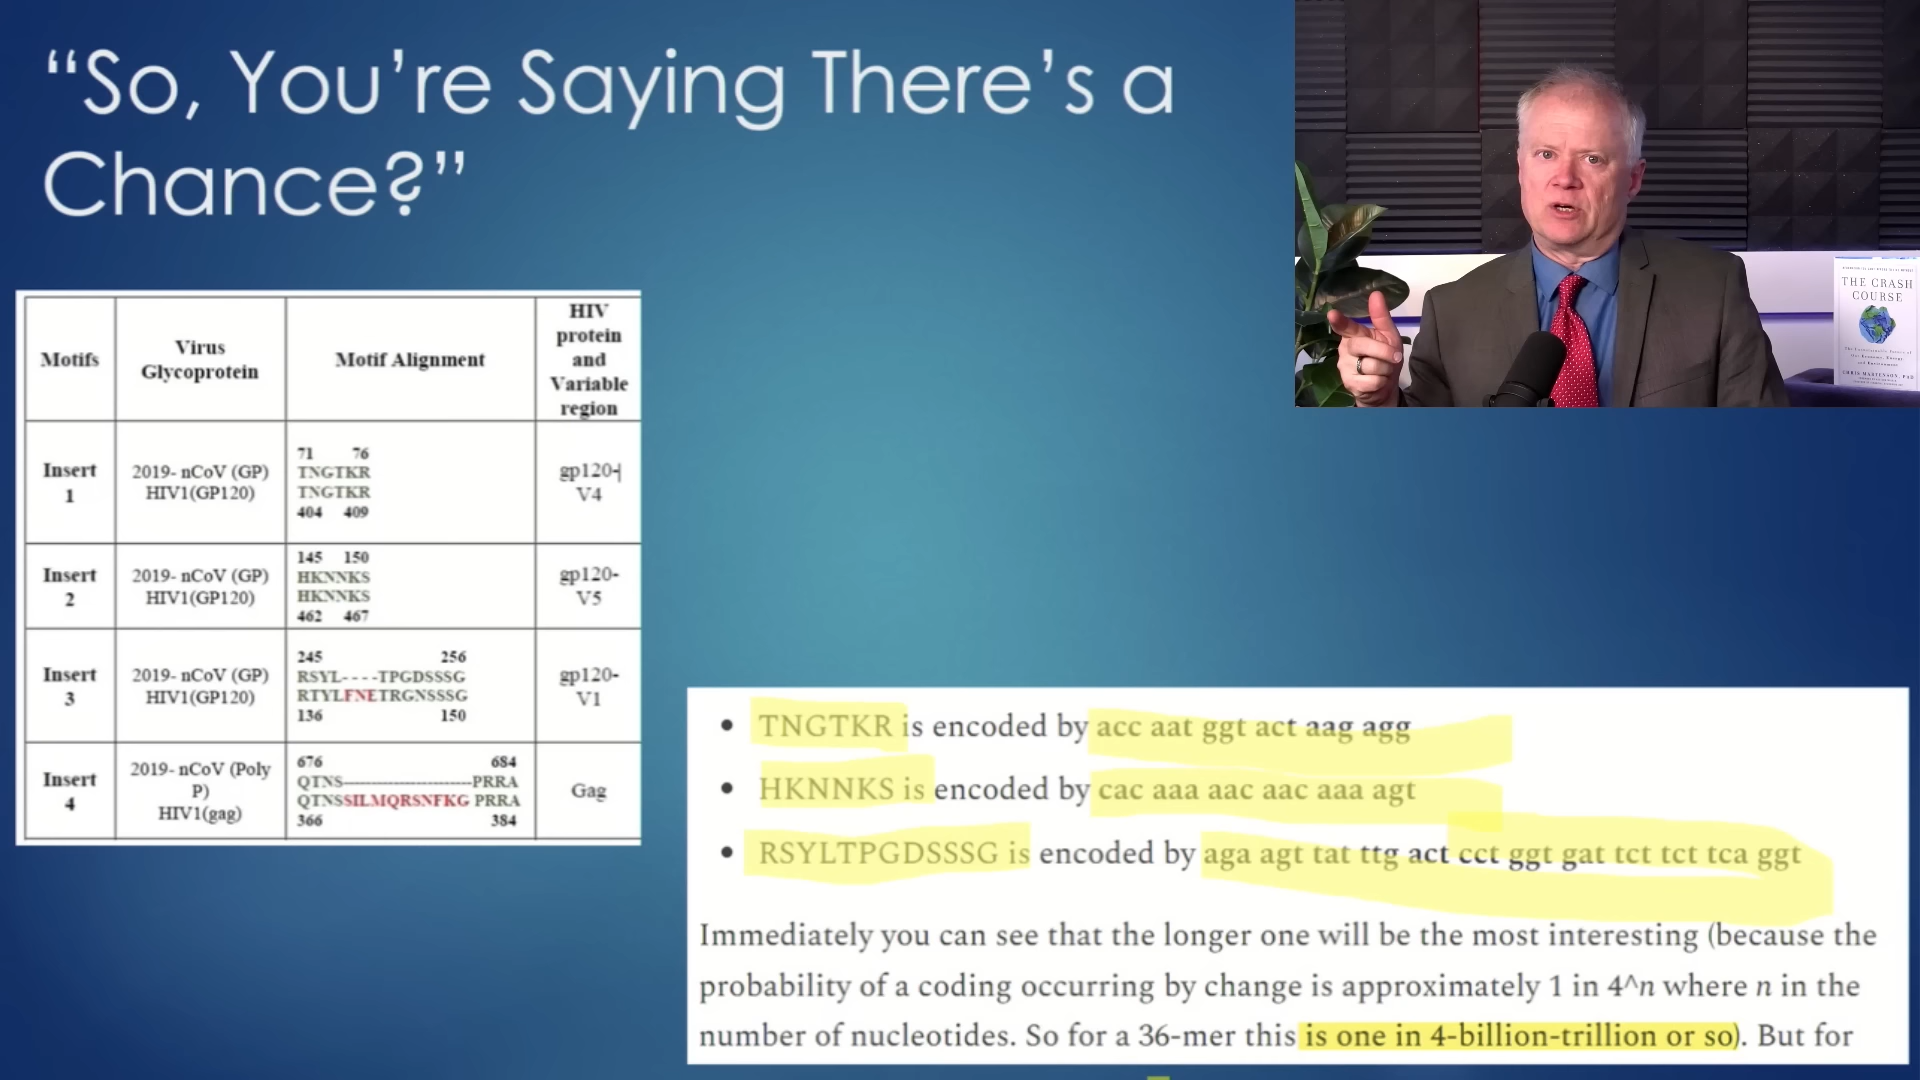 “So, You’re Saying There’s a
Chance?”
THE CRASH
COURSE
CHRIS MARTENSON, PHD
Motifs
Virus
Glycoprotein
Motif Alignment
HIV
protein
and
Variable
region
Insert
1
2019- nCoV (GP)
HIV1(GP120)
71 76
TNGTKR
TNGTKR
404 409
gp120-
V4
Insert
2
2019- nCoV (GP)
HIV1(GP120)
145 150
HKNNKS
HKNNKS
462 467
gp120-
V5
Insert
3
2019- nCoV (GP)
HIV1(GP120)
245 256
RSYL----TPGDSSSG
RTYLFNETRGNSSSG
136 150
gp120-
V1
Insert
4
2019- nCoV (Poly
P)
HIV1(gag)
676 684
QTNS-----------------------PRRA
QTNSSILMQRSNFKG PRRA
366 384
Gag
• TNGTKR is encoded by acc aat ggt act aag agg
• HKNNKS is encoded by cac aaa aac aac aaa agt
• RSYLTPGDSSSG is encoded by aga agt tat ttg act cct ggt gat tct tct tca ggt
Immediately you can see that the longer one will be the most interesting (because the
probability of a coding occurring by change is approximately 1 in 4^n where n in the
number of nucleotides. So for a 36-mer this is one in 4-billion-trillion or so). But for